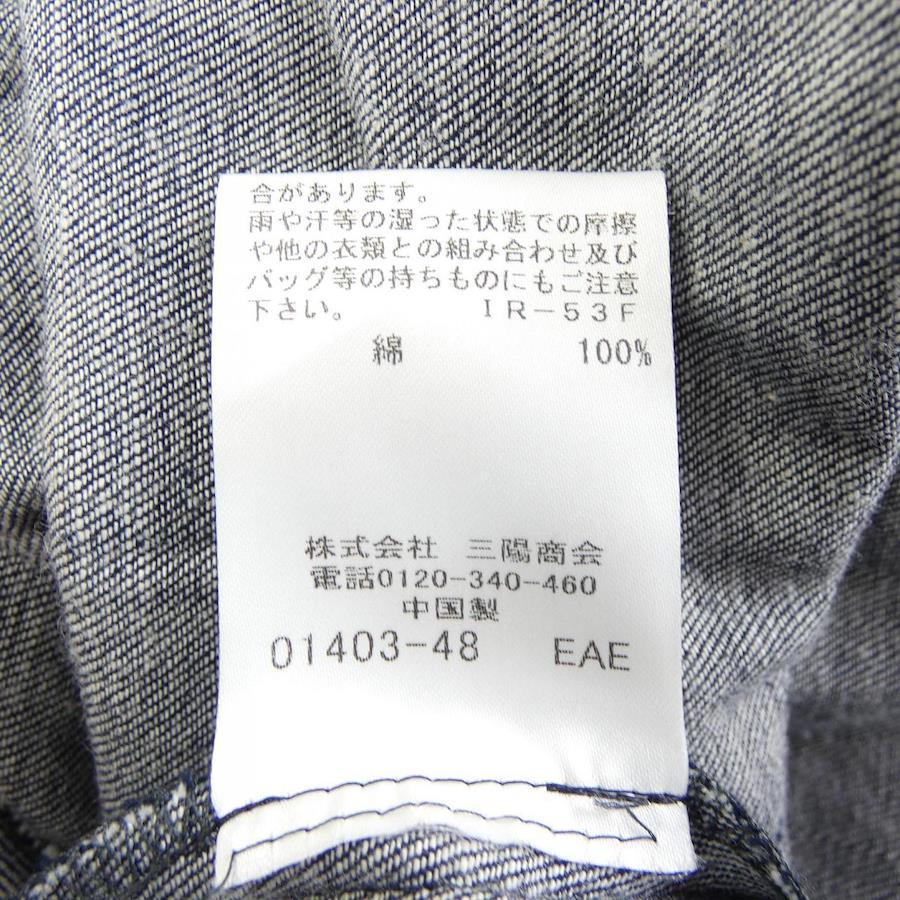 合があります。
雨や汗等の湿った状態での摩擦
や他の衣類との組み合わせ及び
バッグ等の持ちものにもご注意
下さい。 ＩＲ－５３Ｆ
綿 100%
株式会社 三陽商会
電話0120-340-460
中国製
01403-48 EAE